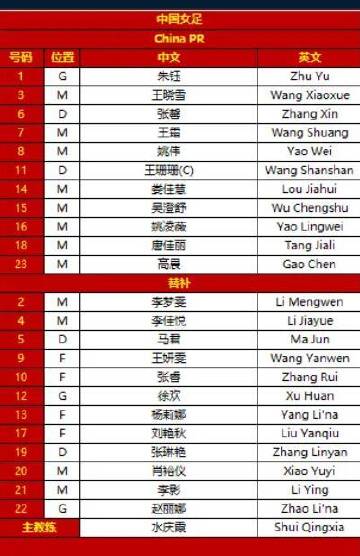 中国女足
China PR
号码 位置 中文 英文
1 G 朱钰 Zhu Yu
3 M 王晓雪 Wang Xiaoxue
6 D 张馨 Zhang Xin
7 M 王霜 Wang Shuang
8 M 姚伟 Yao Wei
11 D 王珊珊(C) Wang Shanshan
14 M 娄佳慧 Lou Jiahui
15 M 吴澄舒 Wu Chengshu
16 M 姚凌薇 Yao Lingwei
18 M 唐佳丽 Tang Jiali
23 M 高晨 Gao Chen
替补
2 M 李梦雯 Li Mengwen
4 M 李佳悦 Li Jiayue
5 D 马君 Ma Jun
9 F 王妍雯 Wang Yanwen
10 F 张睿 Zhang Rui
12 G 徐欢 Xu Huan
13 F 杨莉娜 Yang Li'na
17 F 刘艳秋 Liu Yanqiu
19 D 张琳艳 Zhang Linyan
20 M 肖裕仪 Xiao Yuyi
21 M 李影 Li Ying
22 G 赵丽娜 Zhao Li'na
主教练 水庆霞 Shui Qingxia